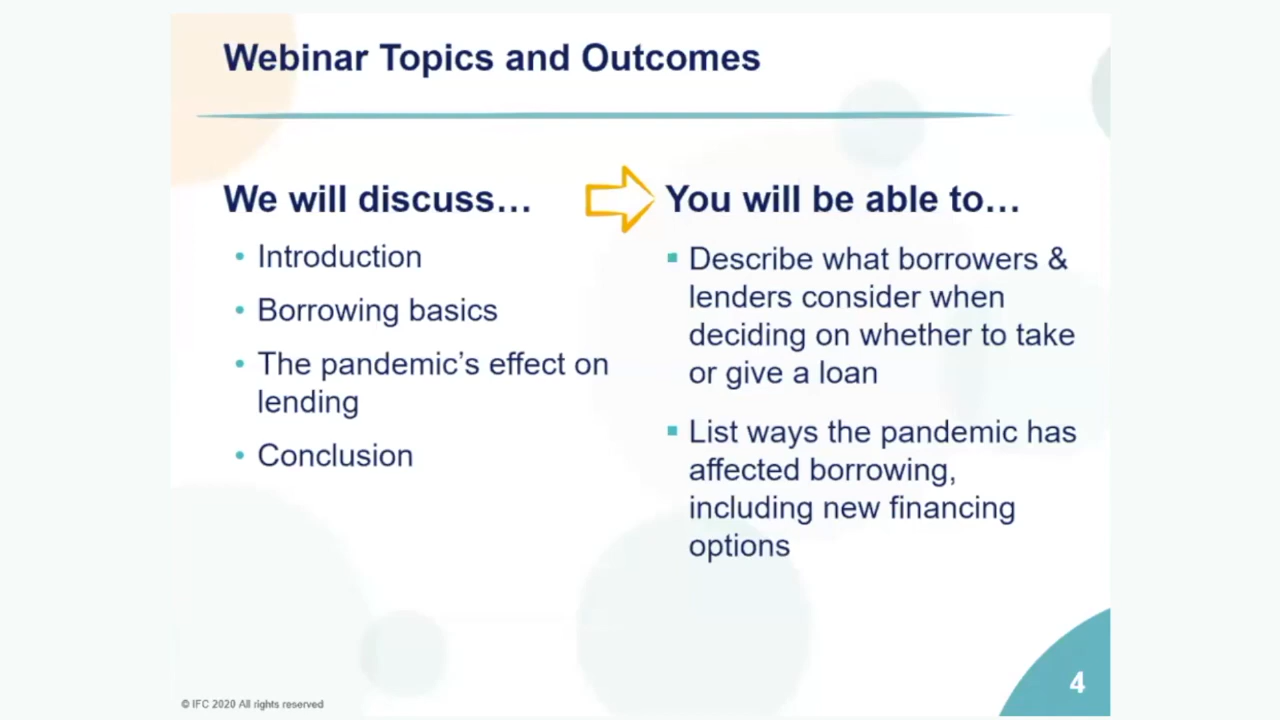 Webinar Topics and Outcomes
We will discuss…
• Introduction
• Borrowing basics
• The pandemic’s effect on
lending
• Conclusion
You will be able to…
▪ Describe what borrowers &
lenders consider when
deciding on whether to take
or give a loan
▪ List ways the pandemic has
affected borrowing,
including new financing
options
© IFC 2020 All rights reserved
4